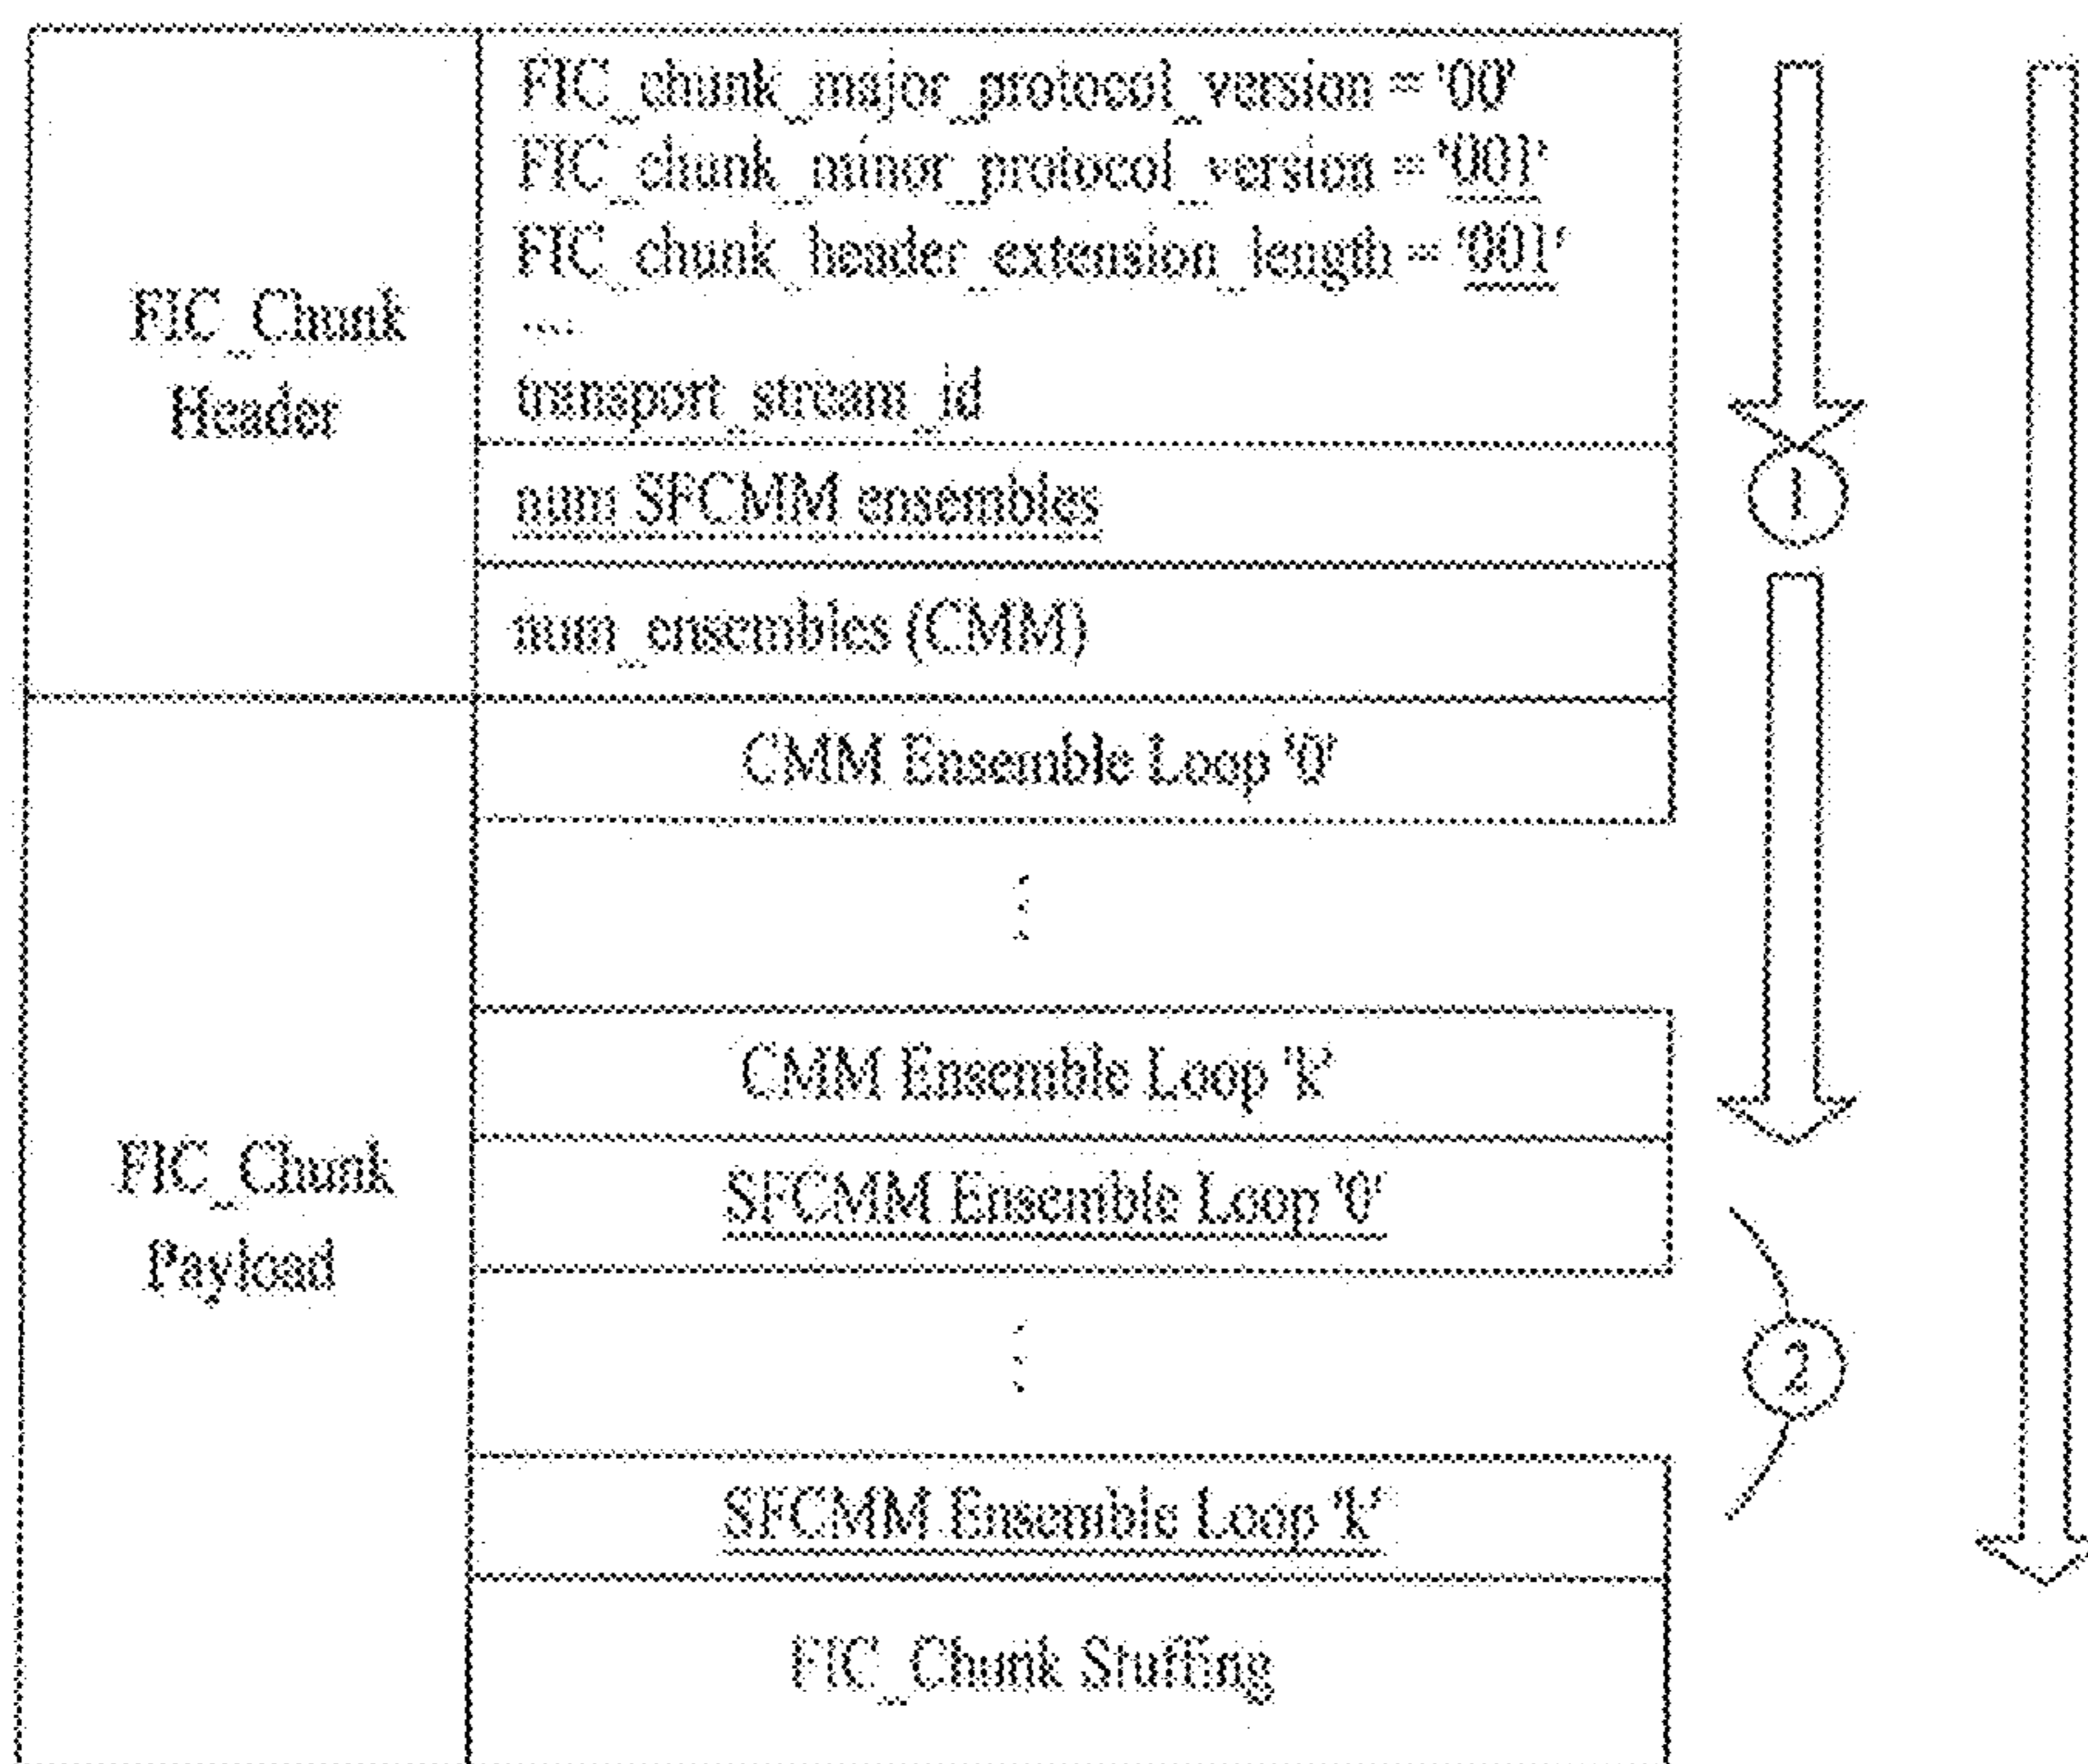 FIC_Chunk
Header
FIC_chunk_major_protocol_version = '00'
FIC_chunk_minor_protocol_version = '001'
FIC_chunk_header_extension_length = '001'
...
transport_stream_id
num SFCMM ensembles
num_ensembles (CMM)
1
FIC_Chunk
Payload
CMM Ensemble Loop '0'
⋮
CMM Ensemble Loop 'k'
SFCMM Ensemble Loop '0'
⋮
SFCMM Ensemble Loop 'k'
FIC_Chunk Stuffing
2